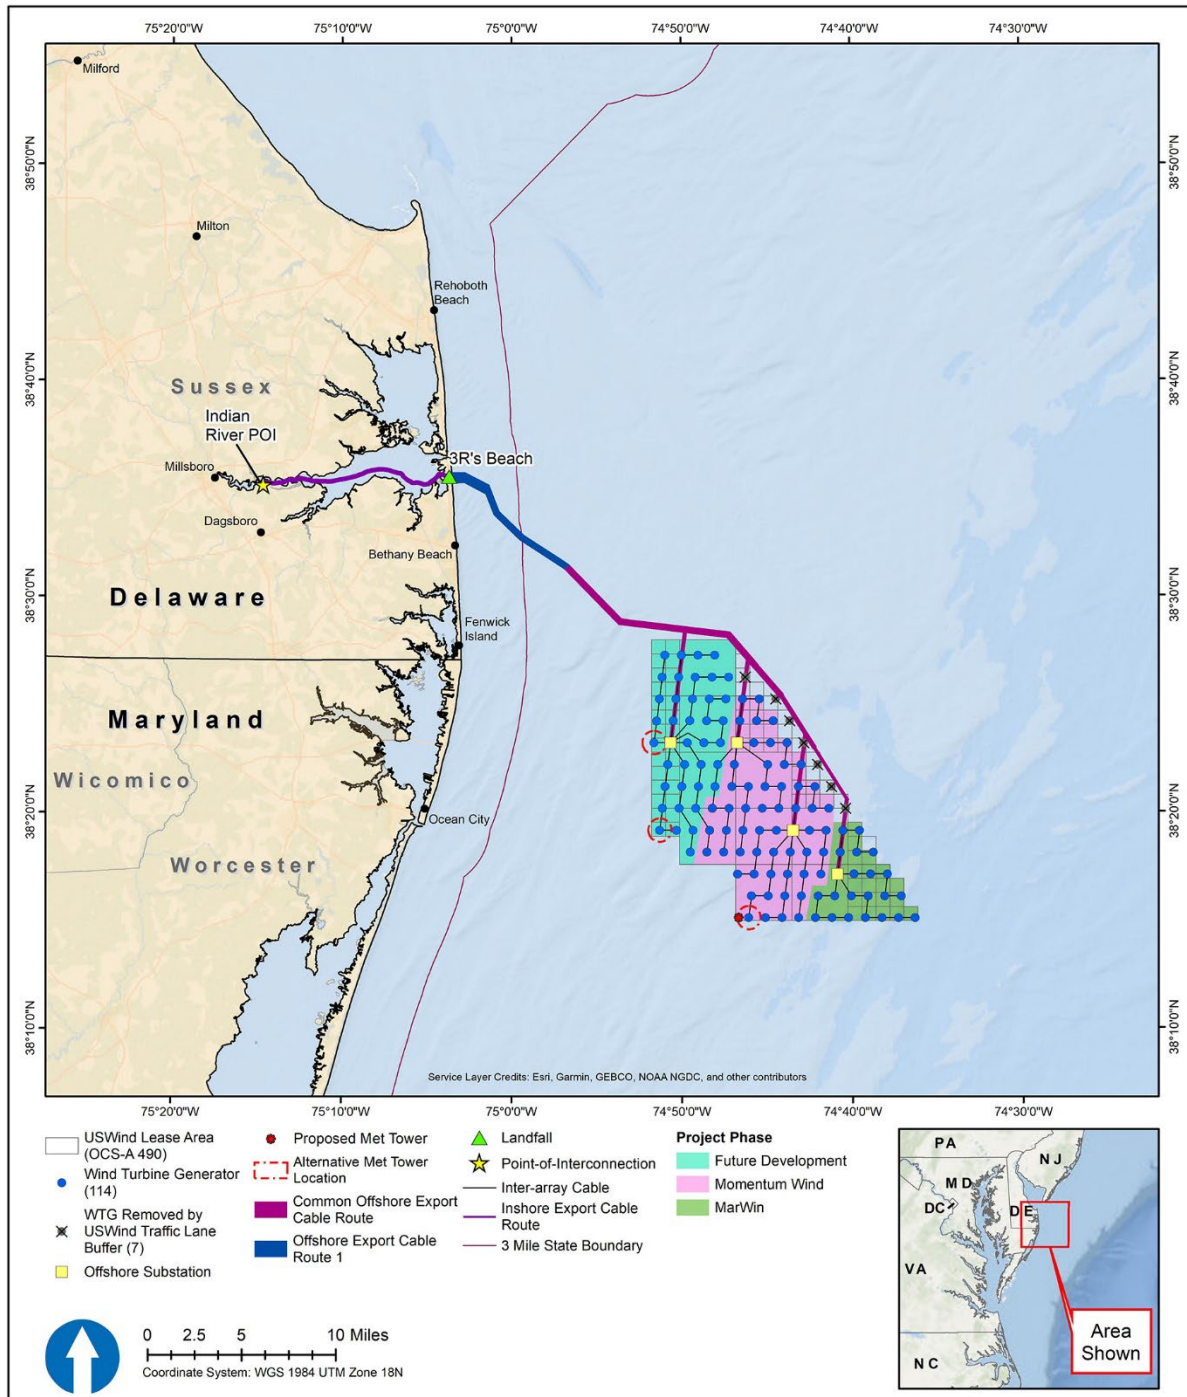 75°20'0"W 75°10'0"W 75°0'0"W 74°50'0"W 74°40'0"W 74°30'0"W
Milford
38°50'0"N
38°50'0"N
Milton
Rehoboth
Beach
38°40'0"N
38°40'0"N
Sussex
Indian
River POI
3R's Beach
Millsboro
Dagsboro
Bethany Beach
38°30'0"N
38°30'0"N
Delaware
Fenwick
Island
Maryland
Wicomico
38°20'0"N
38°20'0"N
Ocean City
Worcester
38°10'0"N
38°10'0"N
Service Layer Credits: Esri, Garmin, GEBCO, NOAA NGDC, and other contributors
75°20'0"W 75°10'0"W 75°0'0"W 74°50'0"W 74°40'0"W 74°30'0"W
USWind Lease Area
(OCS-A 490)
Wind Turbine Generator
(114)
WTG Removed by
USWind Traffic Lane
Buffer (7)
Offshore Substation
Proposed Met Tower
Alternative Met Tower
Location
Common Offshore Export
Cable Route
Offshore Export Cable
Route 1
Landfall
Point-of-Interconnection
Inter-array Cable
Inshore Export Cable
Route
3 Mile State Boundary
Project Phase
Future Development
Momentum Wind
MarWin
PA
NJ
MD
DC
DE
VA
NC
Area
Shown
0 2.5 5 10 Miles
Coordinate System: WGS 1984 UTM Zone 18N